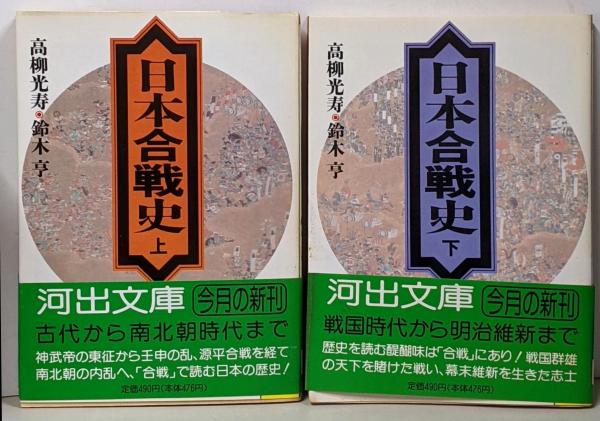 高柳光寿●鈴木亨
日本合戦史
上
河出文庫 今月の新刊
古代から南北朝時代まで
神武帝の東征から壬申の乱、源平合戦を経て
南北朝の内乱へ、「合戦」で読む日本の歴史!
定価490円(本体476円)
高柳光寿●鈴木亨
日本合戦史
下
河出文庫 今月の新刊
戦国時代から明治維新まで
歴史を読む醍醐味は「合戦」にあり!戦国群雄
の天下を賭けた戦い、幕末維新を生きた志士
定価490円(本体476円)